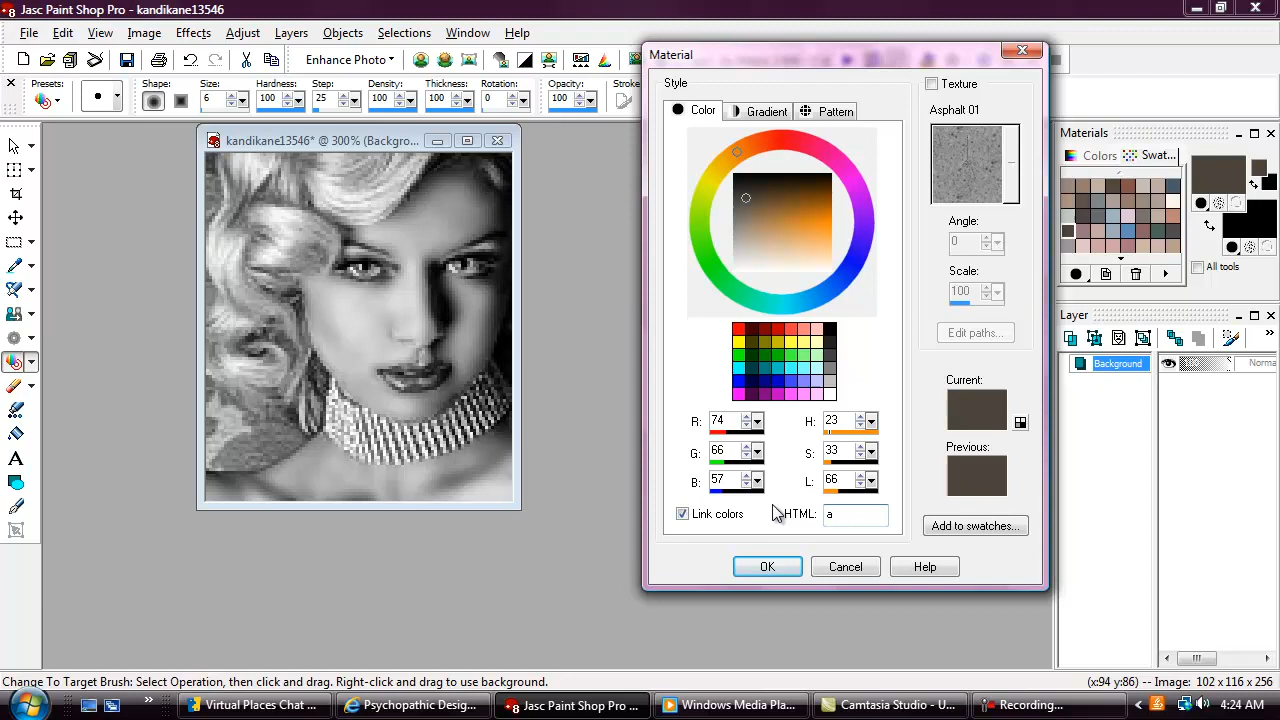 Jasc Paint Shop Pro - kandikane13546
File Edit View Image Effects Adjust Layers Objects Selections Window Help
Enhance Photo
Presets: Shape: Size: Hardness: Step: Density: Thickness: Rotation: Opacity: Stroke
6 100 25 100 100 0 100
kandikane13546* @ 300% (Backgro...
Material
Style
Color Gradient Pattern
Texture
Asphalt 01
Angle:
0
Scale:
100
Edit paths...
Current:
Previous:
R: 74 H: 23
G: 66 S: 33
B: 57 L: 66
Link colors HTML: a
Add to swatches...
OK Cancel Help
Materials
Colors Swat...
All tools
Layer
Background Norma
Change To Target Brush: Select Operation, then click and drag. Right-click and drag to use background.
(x:94 y:86) -- Image: 102 x 116 x 256
Virtual Places Chat ... Psychopathic Desig... Jasc Paint Shop Pro ... Windows Media Pla... Camtasia Studio - U... Recording... 4:24 AM